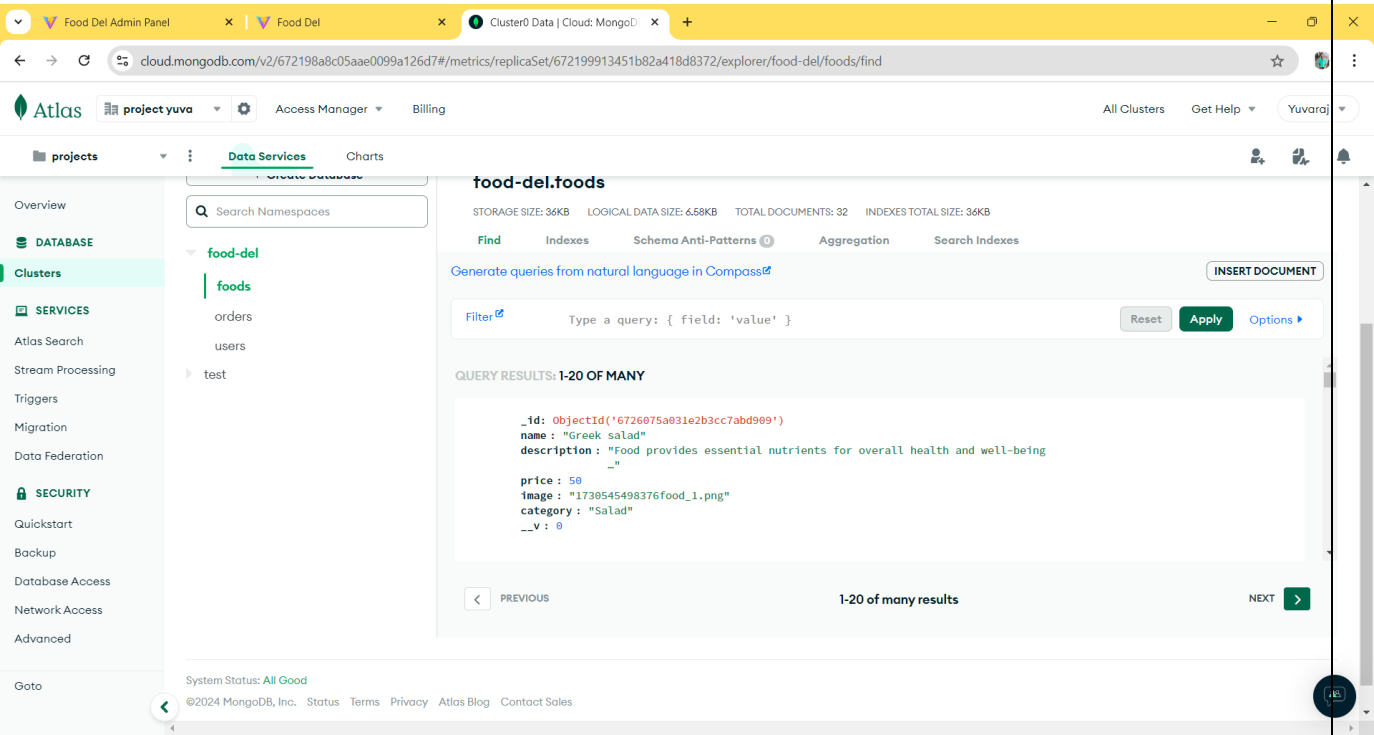 Food Del Admin Panel
Food Del
Cluster0 Data | Cloud: MongoD
cloud.mongodb.com/v2/672198a8c05aae0099a126d7#/metrics/replicaSet/672199913451b82a418d8372/explorer/food-del/foods/find
Atlas
project yuva
Access Manager
Billing
All Clusters
Get Help
Yuvaraj
projects
Data Services
Charts
Overview
DATABASE
Clusters
SERVICES
Atlas Search
Stream Processing
Triggers
Migration
Data Federation
SECURITY
Quickstart
Backup
Database Access
Network Access
Advanced
Goto
+ Create Database
Search Namespaces
food-del
foods
orders
users
test
food-del.foods
STORAGE SIZE: 36KB LOGICAL DATA SIZE: 6.58KB TOTAL DOCUMENTS: 32 INDEXES TOTAL SIZE: 36KB
Find Indexes Schema Anti-Patterns 0 Aggregation Search Indexes
Generate queries from natural language in Compass
INSERT DOCUMENT
Filter
Type a query: { field: 'value' }
Reset
Apply
Options
QUERY RESULTS: 1-20 OF MANY
_id: ObjectId('6726075a031e2b3cc7abd909')
name : "Greek salad"
description : "Food provides essential nutrients for overall health and well-being
…"
price : 50
image : "1730545498376food_1.png"
category : "Salad"
__v : 0
PREVIOUS
1-20 of many results
NEXT
System Status: All Good
©2024 MongoDB, Inc. Status Terms Privacy Atlas Blog Contact Sales